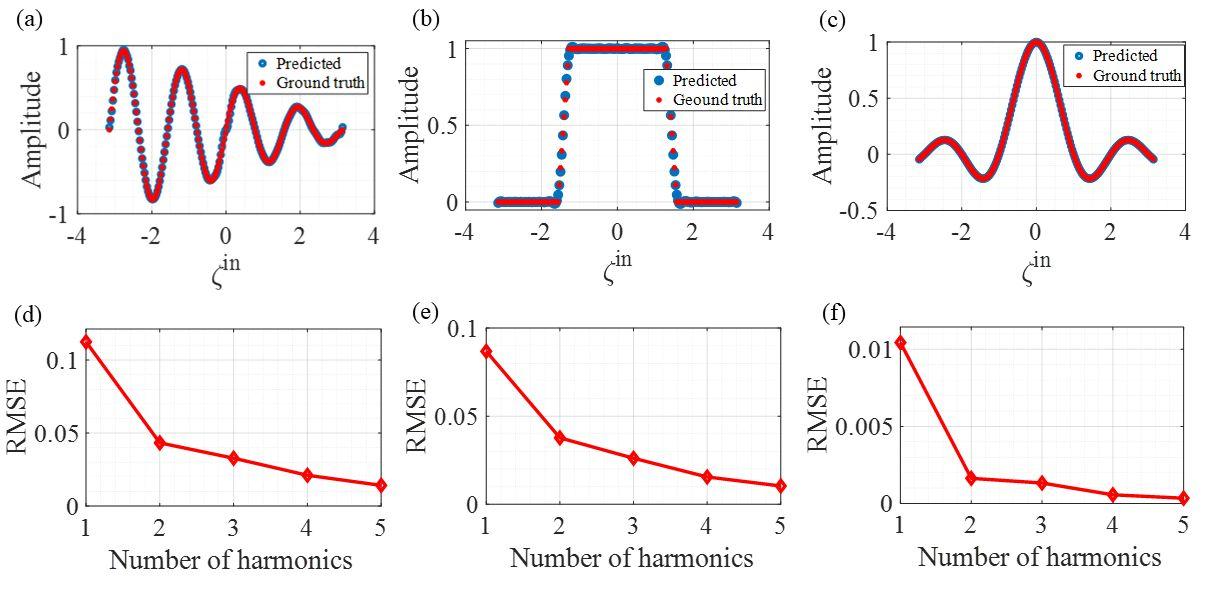 (a)
Amplitude
1
0
-1
-4
-2
0
2
4
ζ^in
Predicted
Ground truth
(b)
Amplitude
1
0.5
0
-4
-2
0
2
4
ζ^in
Predicted
Geound truth
(c)
Amplitude
1
0.5
0
-0.5
-4
-2
0
2
4
ζ^in
Predicted
Ground truth
(d)
RMSE
0.1
0.05
0
1
2
3
4
5
Number of harmonics
(e)
RMSE
0.1
0.05
0
1
2
3
4
5
Number of harmonics
(f)
RMSE
0.01
0.005
0
1
2
3
4
5
Number of harmonics